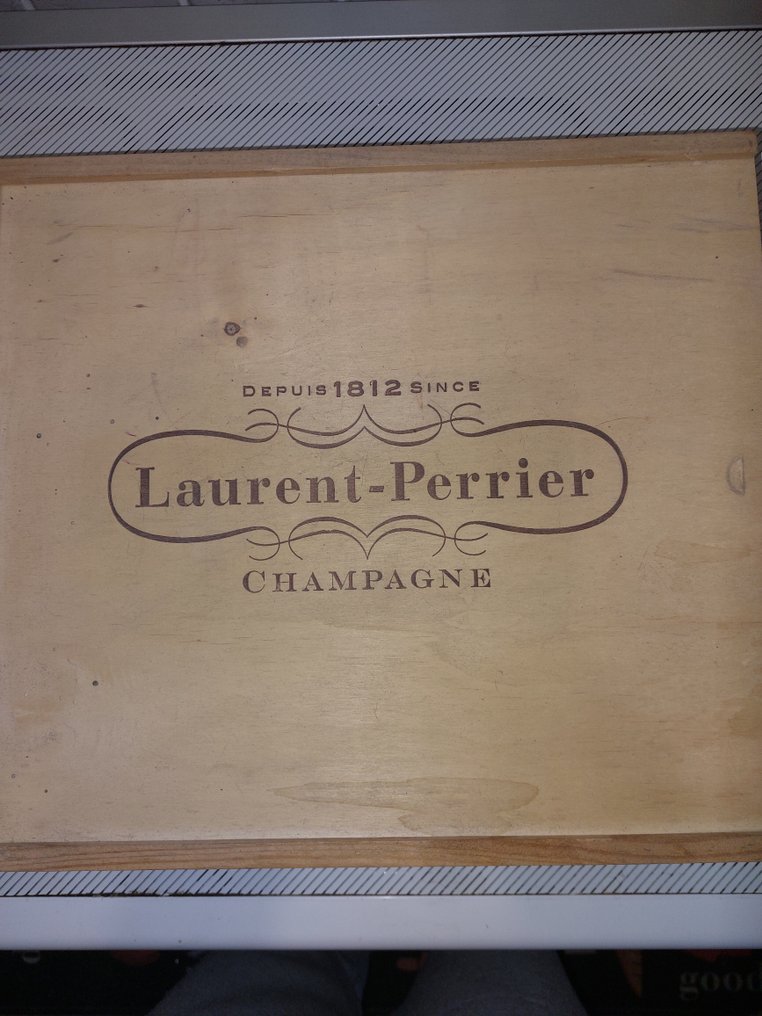 DEPUIS 1812 SINCE
Laurent-Perrier
CHAMPAGNE